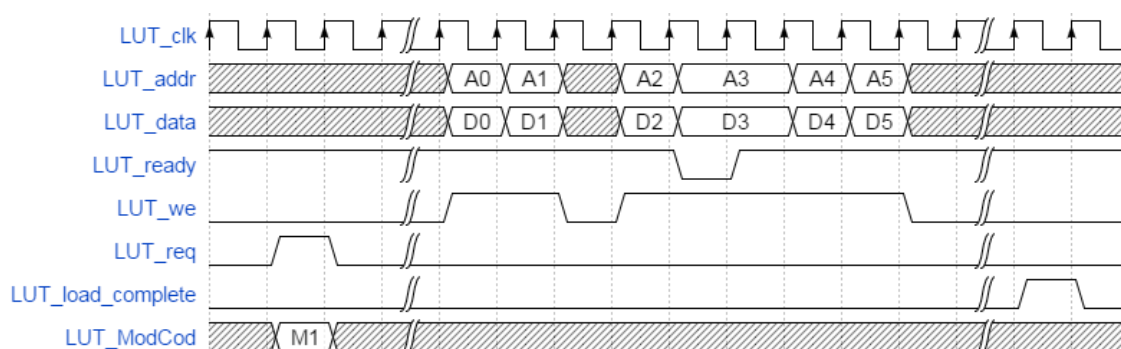 LUT_clk
LUT_addr A0 A1 A2 A3 A4 A5
LUT_data D0 D1 D2 D3 D4 D5
LUT_ready
LUT_we
LUT_req
LUT_load_complete
LUT_ModCod M1